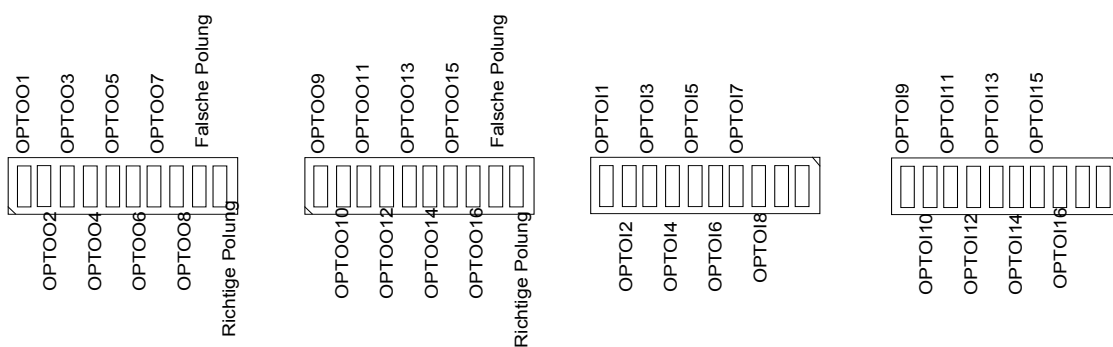 OPTOO1
OPTOO2
OPTOO3
OPTOO4
OPTOO5
OPTOO6
OPTOO7
OPTOO8
Falsche Polung
Richtige Polung
OPTOO9
OPTOO10
OPTOO11
OPTOO12
OPTOO13
OPTOO14
OPTOO15
OPTOO16
Falsche Polung
Richtige Polung
OPTOI1
OPTOI2
OPTOI3
OPTOI4
OPTOI5
OPTOI6
OPTOI7
OPTOI8
OPTOI9
OPTOI10
OPTOI11
OPTOI12
OPTOI13
OPTOI14
OPTOI15
OPTOI16